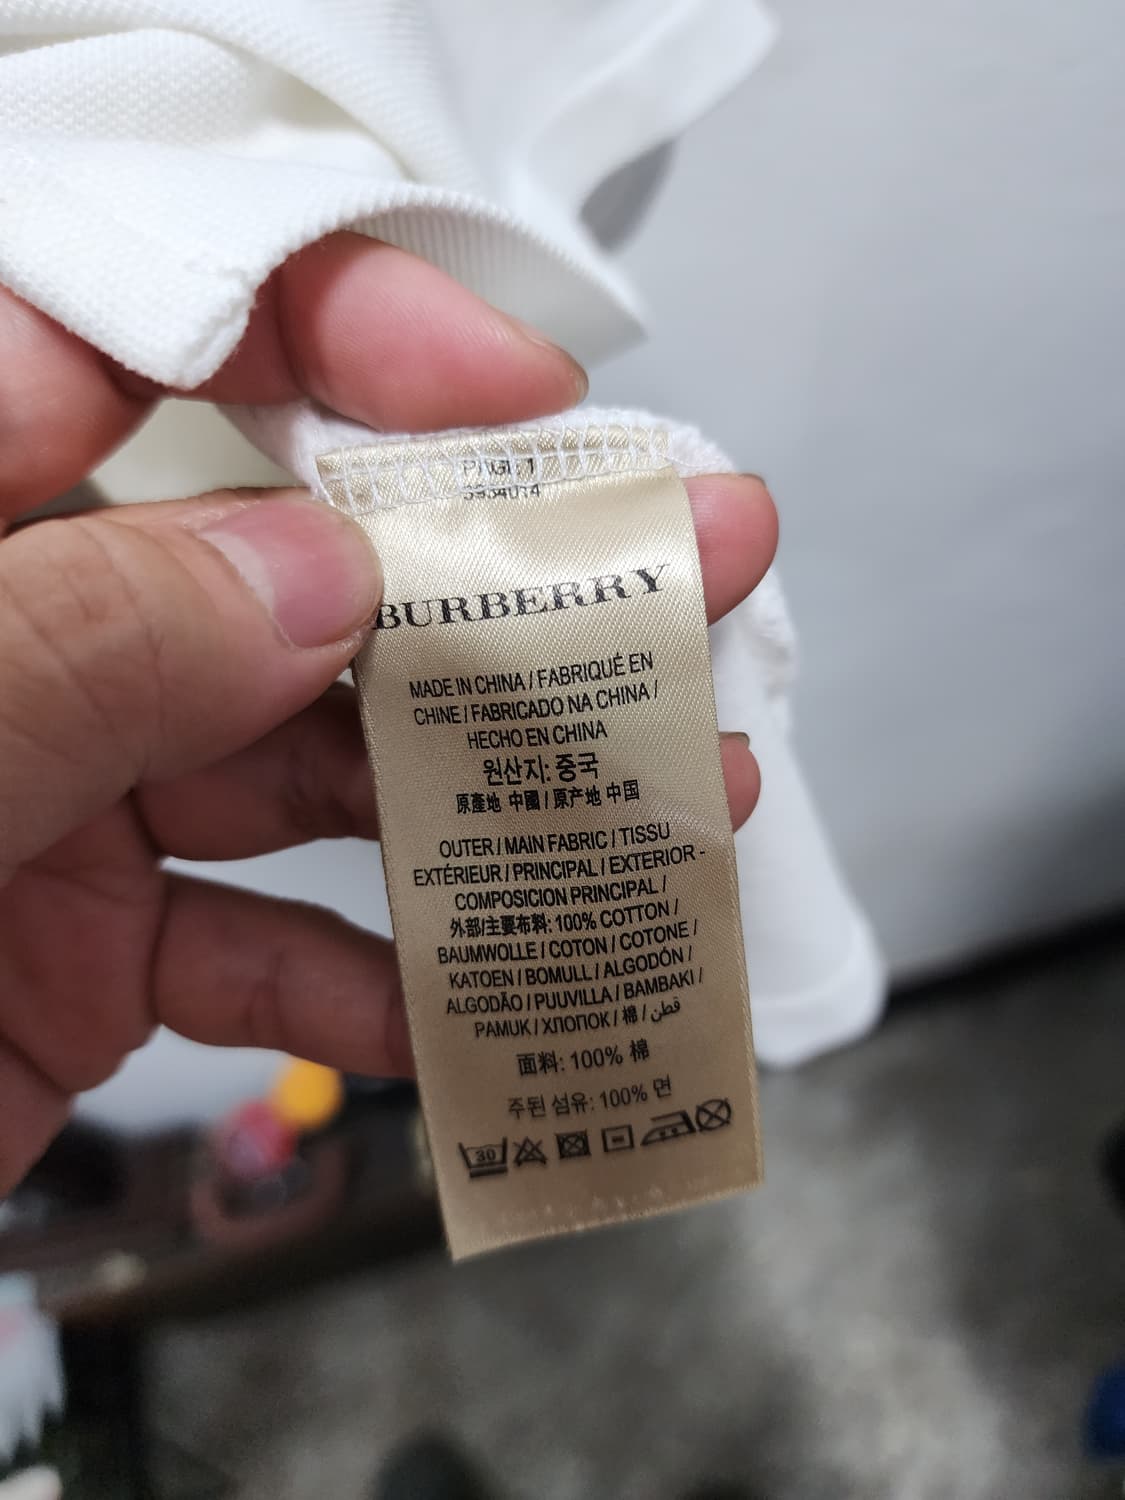 PAGE 1
3934014
BURBERRY
MADE IN CHINA / FABRIQUÉ EN
CHINE / FABRICADO NA CHINA /
HECHO EN CHINA
원산지: 중국
原產地 中國 / 原产地 中国
OUTER / MAIN FABRIC / TISSU
EXTÉRIEUR / PRINCIPAL / EXTERIOR -
COMPOSICION PRINCIPAL /
外部/主要布料: 100% COTTON /
BAUMWOLLE / COTON / COTONE /
KATOEN / BOMULL / ALGODÓN /
ALGODÃO / PUUVILLA / BAMBAKI /
PAMUK / ХЛОПОК / 棉 / قطن
面料: 100% 棉
주된 섬유: 100% 면
30